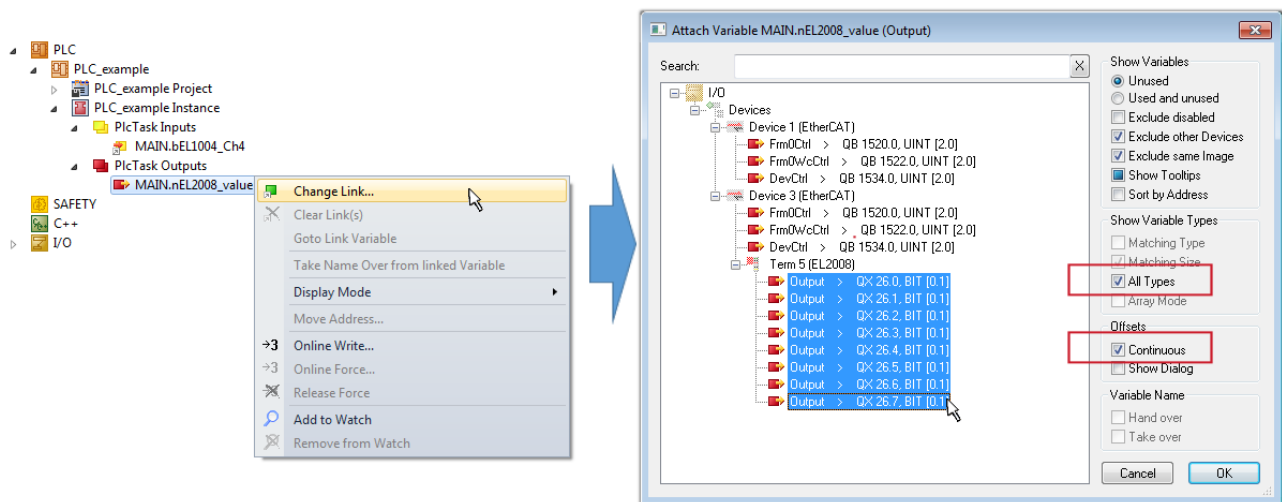 PLC
PLC_example
PLC_example Project
PLC_example Instance
PlcTask Inputs
MAIN.bEL1004_Ch4
PlcTask Outputs
MAIN.nEL2008_value
SAFETY
C++
I/O
Change Link...
Clear Link(s)
Goto Link Variable
Take Name Over from linked Variable
Display Mode
Move Address...
→3 Online Write...
→3 Online Force...
Release Force
Add to Watch
Remove from Watch
Attach Variable MAIN.nEL2008_value (Output)
Search:
I/O
Devices
Device 1 (EtherCAT)
Frm0Ctrl > QB 1520.0, UINT [2.0]
Frm0WcCtrl > QB 1522.0, UINT [2.0]
DevCtrl > QB 1534.0, UINT [2.0]
Device 3 (EtherCAT)
Frm0Ctrl > QB 1520.0, UINT [2.0]
Frm0WcCtrl > QB 1522.0, UINT [2.0]
DevCtrl > QB 1534.0, UINT [2.0]
Term 5 (EL2008)
Output > QX 26.0, BIT [0.1]
Output > QX 26.1, BIT [0.1]
Output > QX 26.2, BIT [0.1]
Output > QX 26.3, BIT [0.1]
Output > QX 26.4, BIT [0.1]
Output > QX 26.5, BIT [0.1]
Output > QX 26.6, BIT [0.1]
Output > QX 26.7, BIT [0.1]
Show Variables
Unused
Used and unused
Exclude disabled
Exclude other Devices
Exclude same Image
Show Tooltips
Sort by Address
Show Variable Types
Matching Type
Matching Size
All Types
Array Mode
Offsets
Continuous
Show Dialog
Variable Name
Hand over
Take over
Cancel
OK